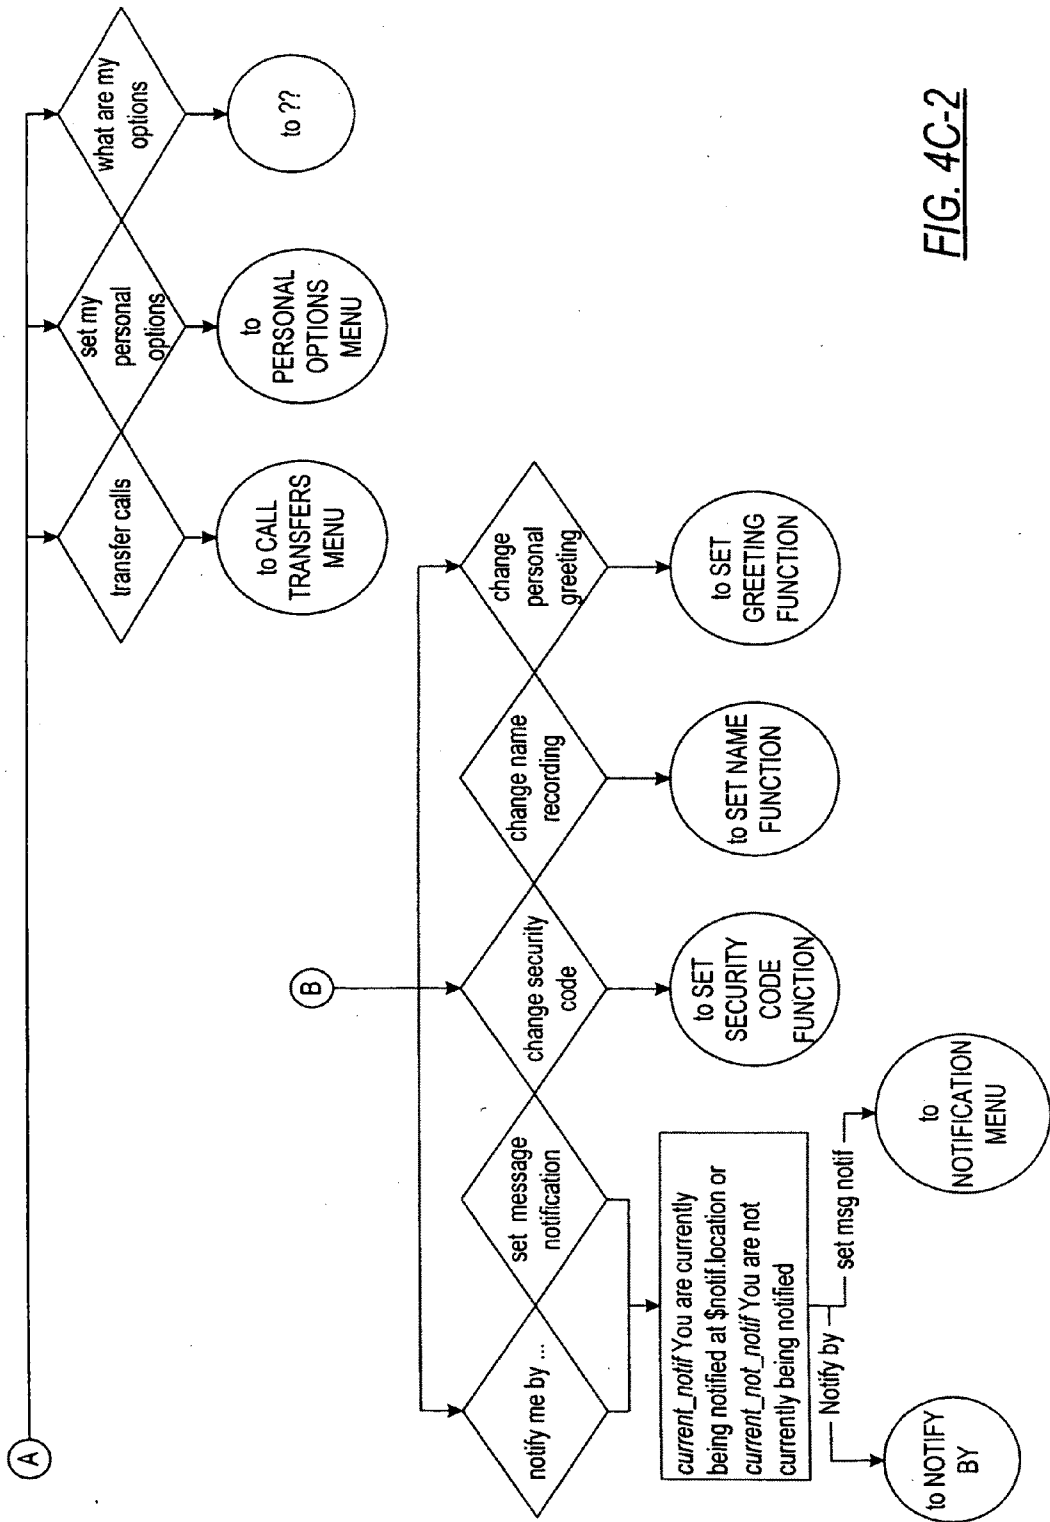 A
transfer calls
set my
personal
options
what are my
options
to CALL
TRANSFERS
MENU
to
PERSONAL
OPTIONS
MENU
to ??
B
notify me by ...
set message
notification
change security
code
change name
recording
change
personal
greeting
current_notif You are currently
being notified at $notif.location or
current_not_notif You are not
currently being notified
to SET
SECURITY
CODE
FUNCTION
to SET NAME
FUNCTION
to SET
GREETING
FUNCTION
Notify by
set msg notif
to NOTIFY
BY
to
NOTIFICATION
MENU
FIG. 4C-2